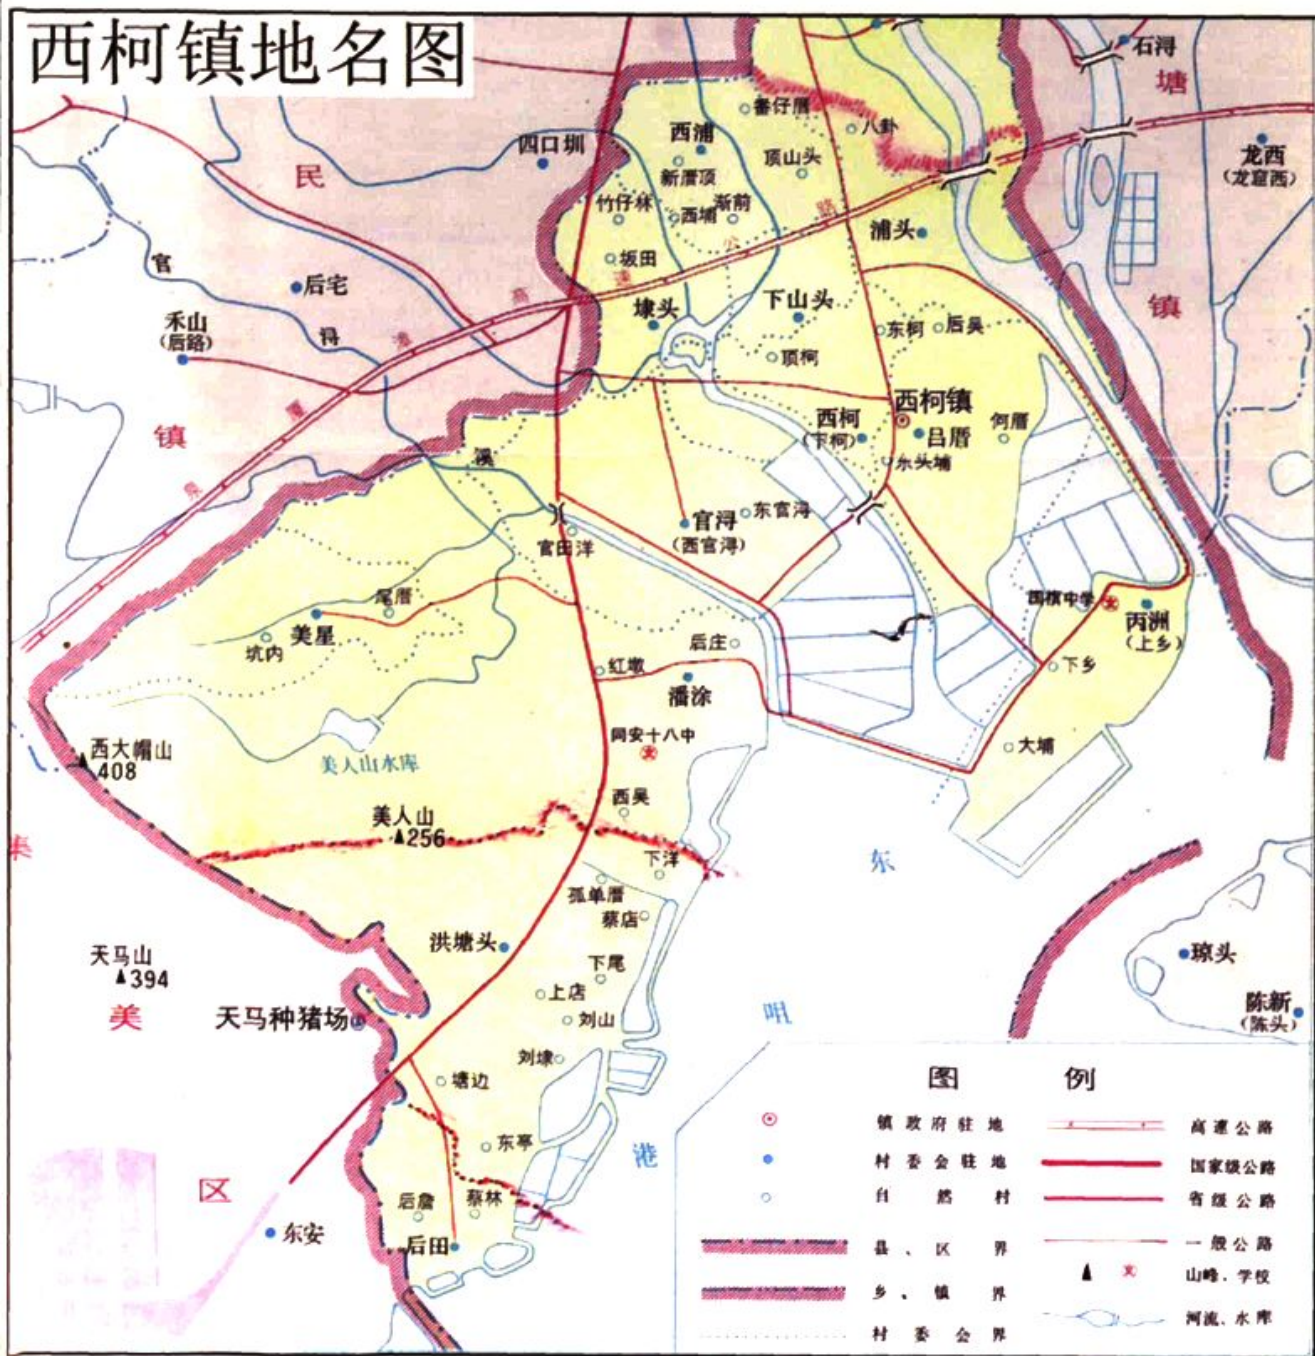 西柯镇地名图
石浔
塘
番仔厝
西浦
八卦
四口圳
顶山头
龙西
(龙窟西)
民
新厝顶
竹仔林
西埔
渐前
路
浦头
公
官
坂田
速
后宅
高
镇
下山头
埭头
禾山
(后路)
浔
东柯
后吴
漳
顶柯
厦
西柯镇
西柯
(下柯)
吕厝
何厝
镇
溪
东头埔
泉
官浔
(西官浔)
东官浔
官田洋
尾厝
国祺中学
美星
丙洲
(上乡)
坑内
后庄
红墩
下乡
潘涂
同安十八中
大埔
西大帽山
408
美人山水库
西吴
美人山
256
集
下洋
东
孤单厝
蔡店
洪塘头
天马山
394
下尾
琼头
上店
美
天马种猪场
刘山
咀
陈新
(陈头)
刘埭
塘边
图 例
镇政府驻地
高速公路
东亭
港
村委会驻地
国家级公路
区
后詹
蔡林
自然村
省级公路
东安
后田
县、区界
一般公路
山峰、学校
乡、镇界
河流、水库
村委会界